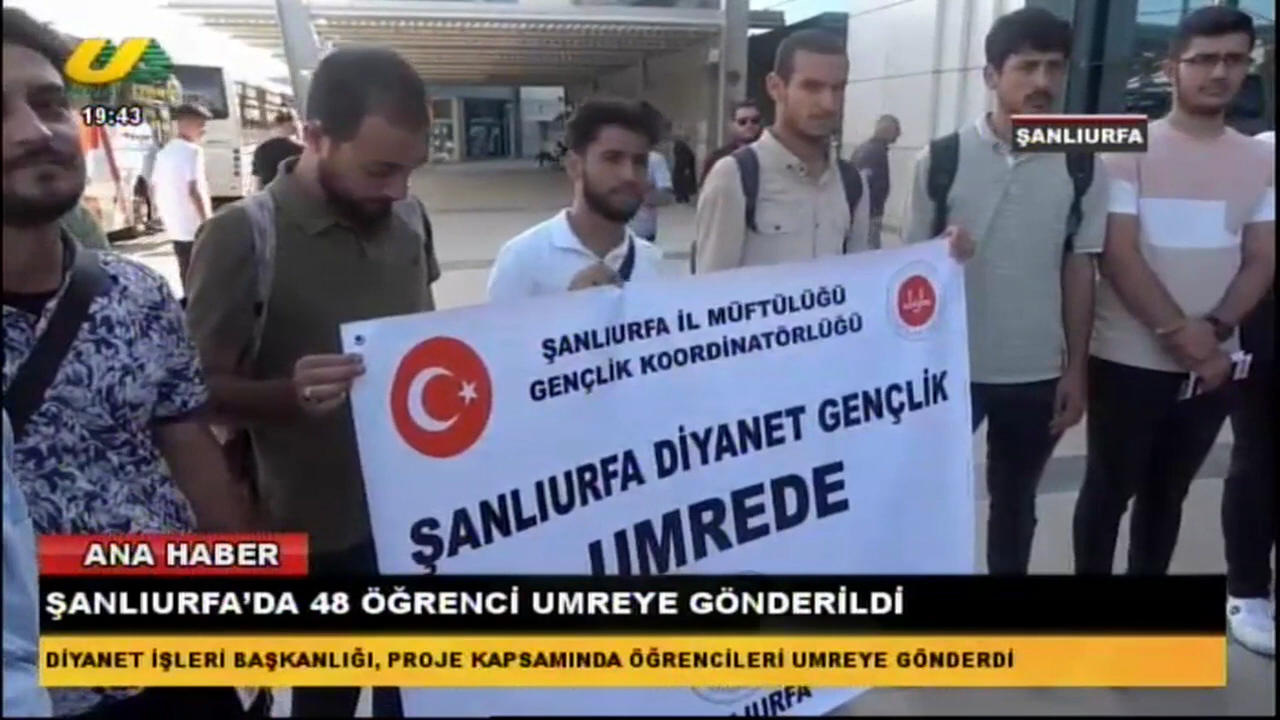 19:43
ŞANLIURFA
ŞANLIURFA İL MÜFTÜLÜĞÜ
GENÇLİK KOORDİNATÖRLÜĞÜ
ŞANLIURFA DİYANET GENÇLİK
UMREDE
ANA HABER
ŞANLIURFA'DA 48 ÖĞRENCİ UMREYE GÖNDERİLDİ
DİYANET İŞLERİ BAŞKANLIĞI, PROJE KAPSAMINDA ÖĞRENCİLERİ UMREYE GÖNDERDİ